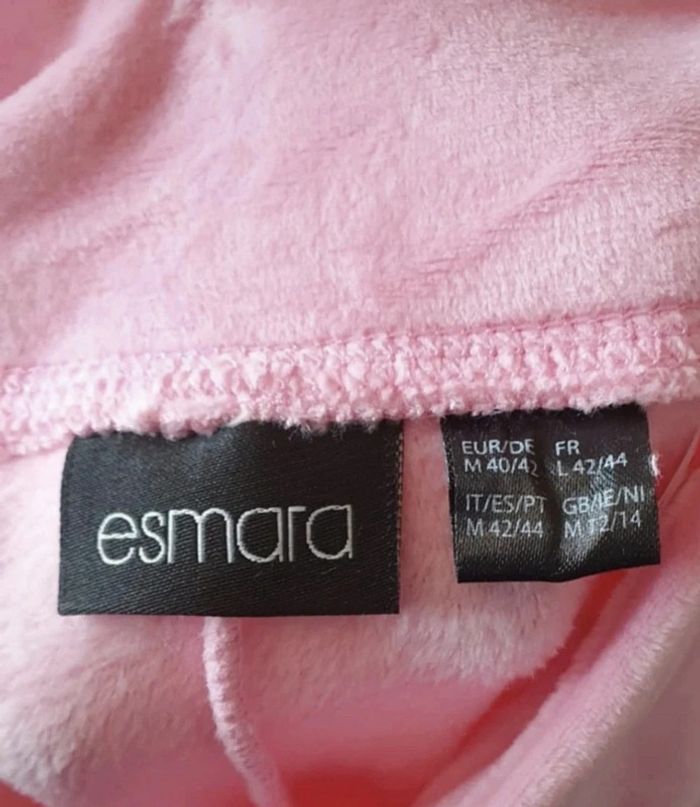 esmara
EUR/DE FR
M 40/42 L 42/44
IT/ES/PT GB/IE/NI
M 42/44 M 12/14